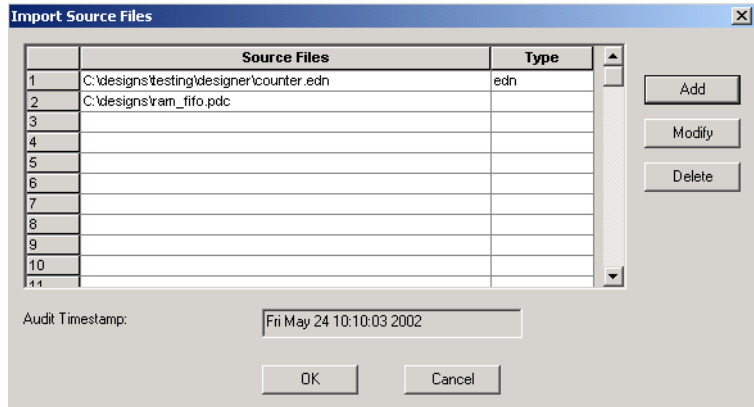 Import Source Files
Source Files Type
1 C:\designs\testing\designer\counter.edn edn
2 C:\designs\ram_fifo.pdc
3
4
5
6
7
8
9
10
11
Add
Modify
Delete
Audit Timestamp: Fri May 24 10:10:03 2002
OK Cancel